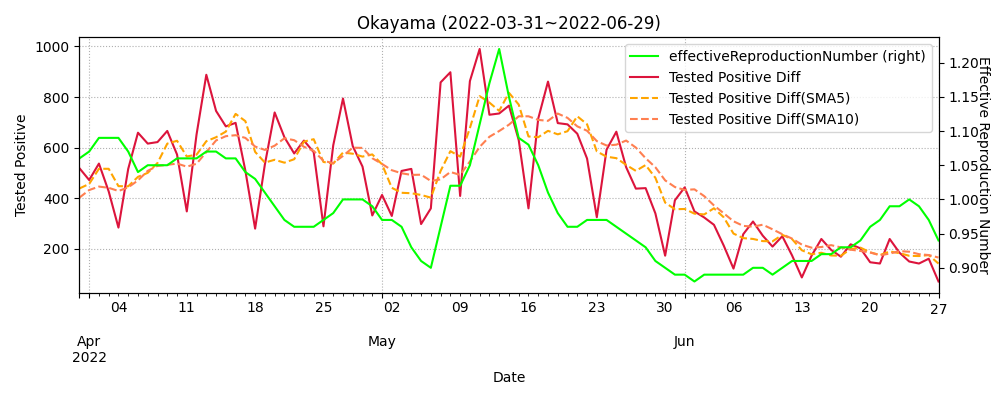 Okayama (2022-03-31~2022-06-29)
effectiveReproductionNumber (right)
Tested Positive Diff
Tested Positive Diff(SMA5)
Tested Positive Diff(SMA10)
Tested Positive
1000
800
600
400
200
Effective Reproduction Number
1.20
1.15
1.10
1.05
1.00
0.95
0.90
04 11 18 25 02 09 16 23 30 06 13 20 27
Apr May Jun
2022
Date